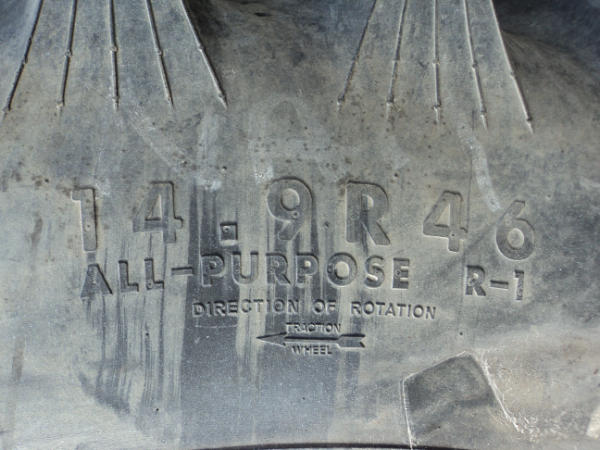 14.9R46
ALL-PURPOSE R-1
DIRECTION OF ROTATION
TRACTION
WHEEL